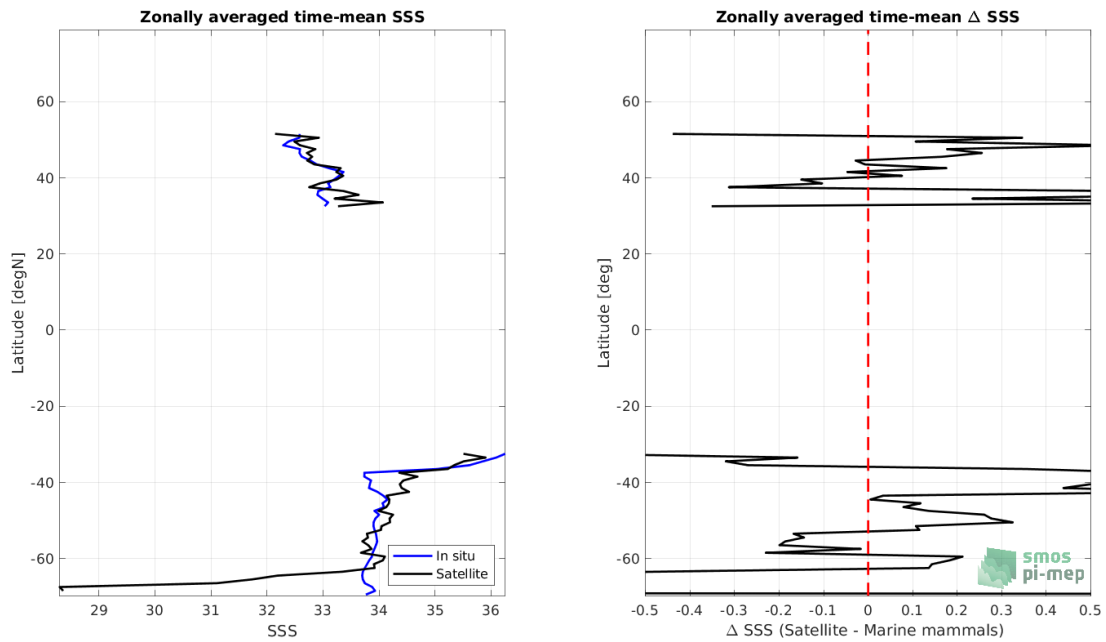 Zonally averaged time-mean SSS
Latitude [degN]
60
40
20
0
-20
-40
-60
29 30 31 32 33 34 35 36
SSS
In situ
Satellite
Zonally averaged time-mean Δ SSS
Latitude [deg]
60
40
20
0
-20
-40
-60
-0.5 -0.4 -0.3 -0.2 -0.1 0 0.1 0.2 0.3 0.4 0.5
Δ SSS (Satellite - Marine mammals)
smos
pi-mep